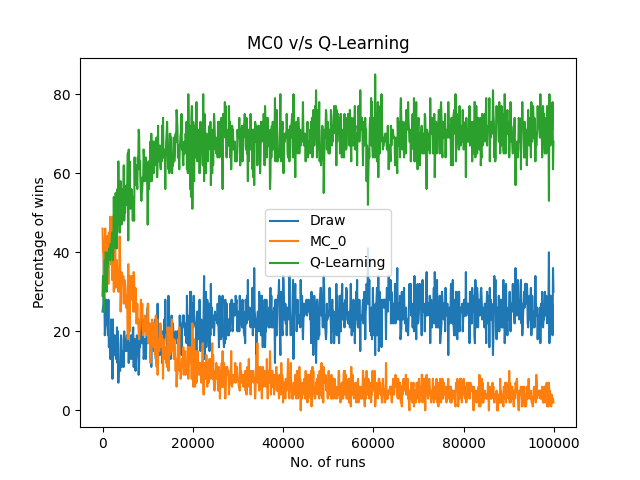 MC0 v/s Q-Learning
Percentage of wins
80
60
40
20
0
Draw
MC_0
Q-Learning
0 20000 40000 60000 80000 100000
No. of runs